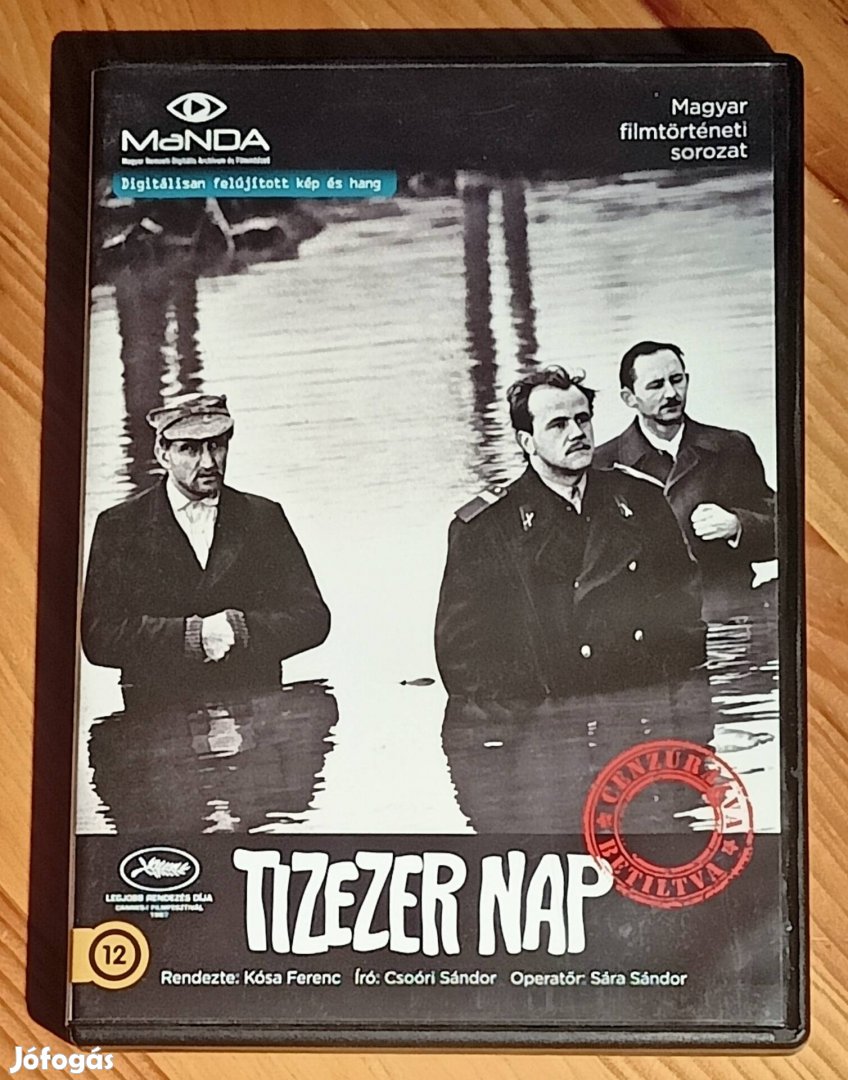 MaNDA
Magyar Nemzeti Digitális Archívum és Filmintézet
Magyar
filmtörténeti
sorozat
Digitálisan felújított kép és hang
CENZÚRÁZVA
BETILTVA
LEGJOBB RENDEZÉS DÍJA
CANNES-I FILMFESZTIVÁL
1967
TIZEZER NAP
12
Rendezte: Kósa Ferenc Író: Csoóri Sándor Operatőr: Sára Sándor
Jófogás